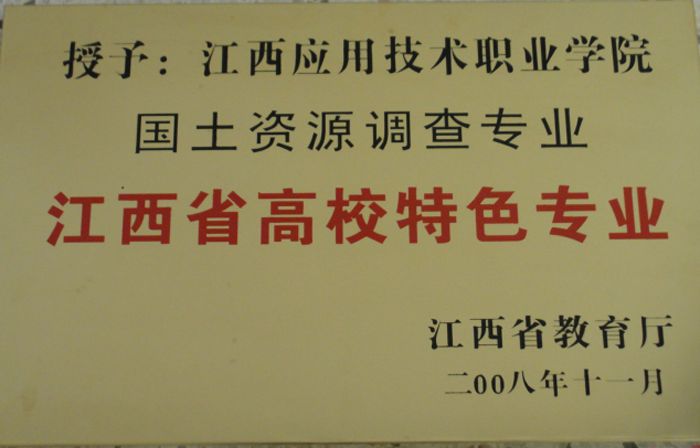 授予：江西应用技术职业学院
国土资源调查专业
江西省高校特色专业
江西省教育厅
二00八年十一月